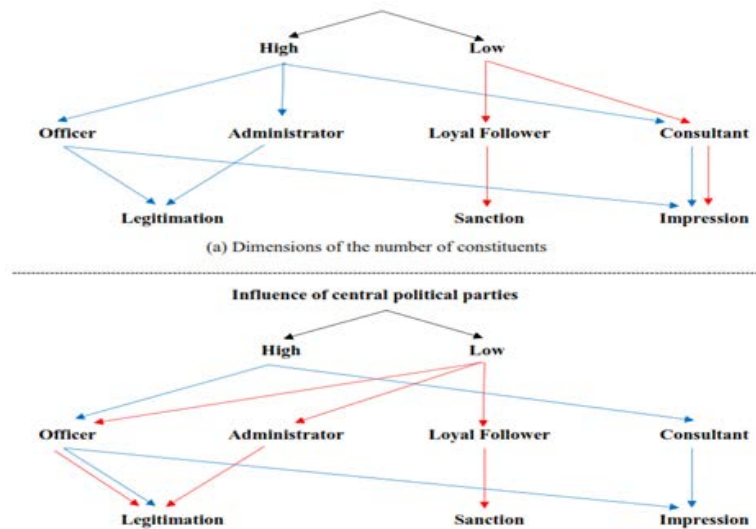 High Low
Officer Administrator Loyal Follower Consultant
Legitimation Sanction Impression
(a) Dimensions of the number of constituents
Influence of central political parties
High Low
Officer Administrator Loyal Follower Consultant
Legitimation Sanction Impression